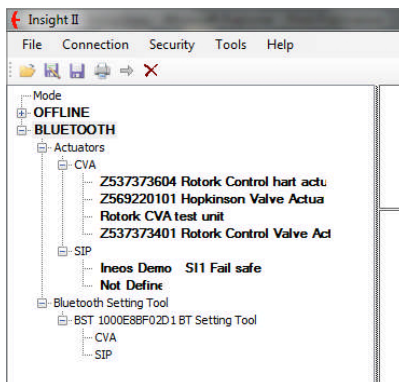 Insight II
File Connection Security Tools Help
Mode
OFFLINE
BLUETOOTH
Actuators
CVA
Z537373604 Rotork Control hart actu
Z569220101 Hopkinson Valve Actua
Rotork CVA test unit
Z537373401 Rotork Control Valve Act
SIP
Ineos Demo SI1 Fail safe
Not Define
Bluetooth Setting Tool
BST 1000E8BF02D1 BT Setting Tool
CVA
SIP